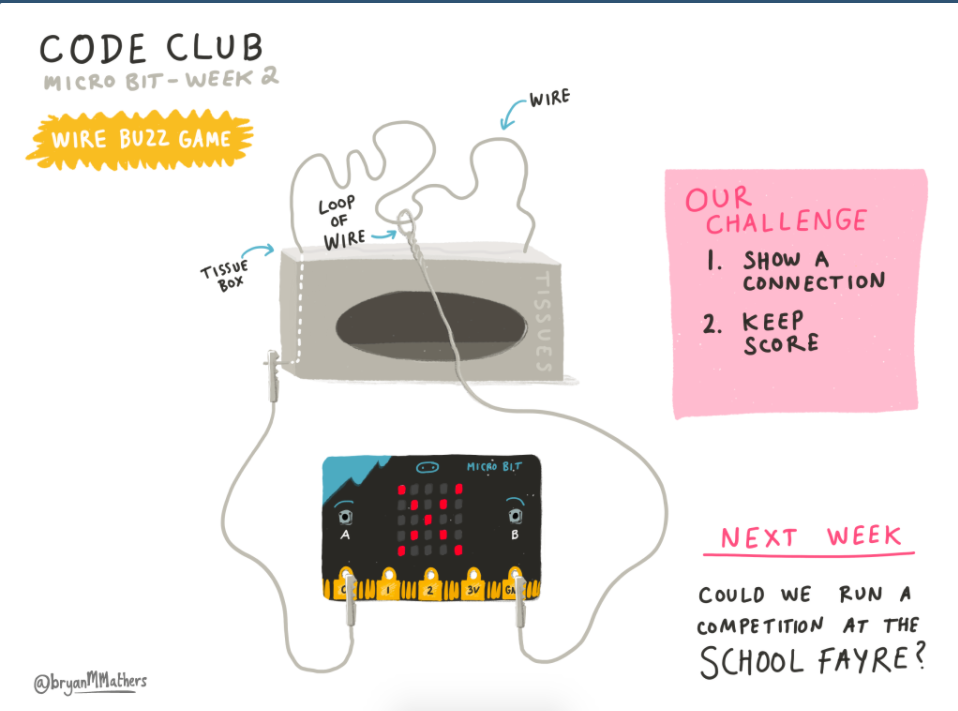 CODE CLUB
MICRO BIT - WEEK 2
WIRE BUZZ GAME
WIRE
LOOP
OF
WIRE
TISSUE
BOX
TISSUES
OUR
CHALLENGE
1. SHOW A
CONNECTION
2. KEEP
SCORE
MICRO BIT
A
B
0 1 2 3V
NEXT WEEK
COULD WE RUN A
COMPETITION AT THE
SCHOOL FAYRE?
@bryanMMathers